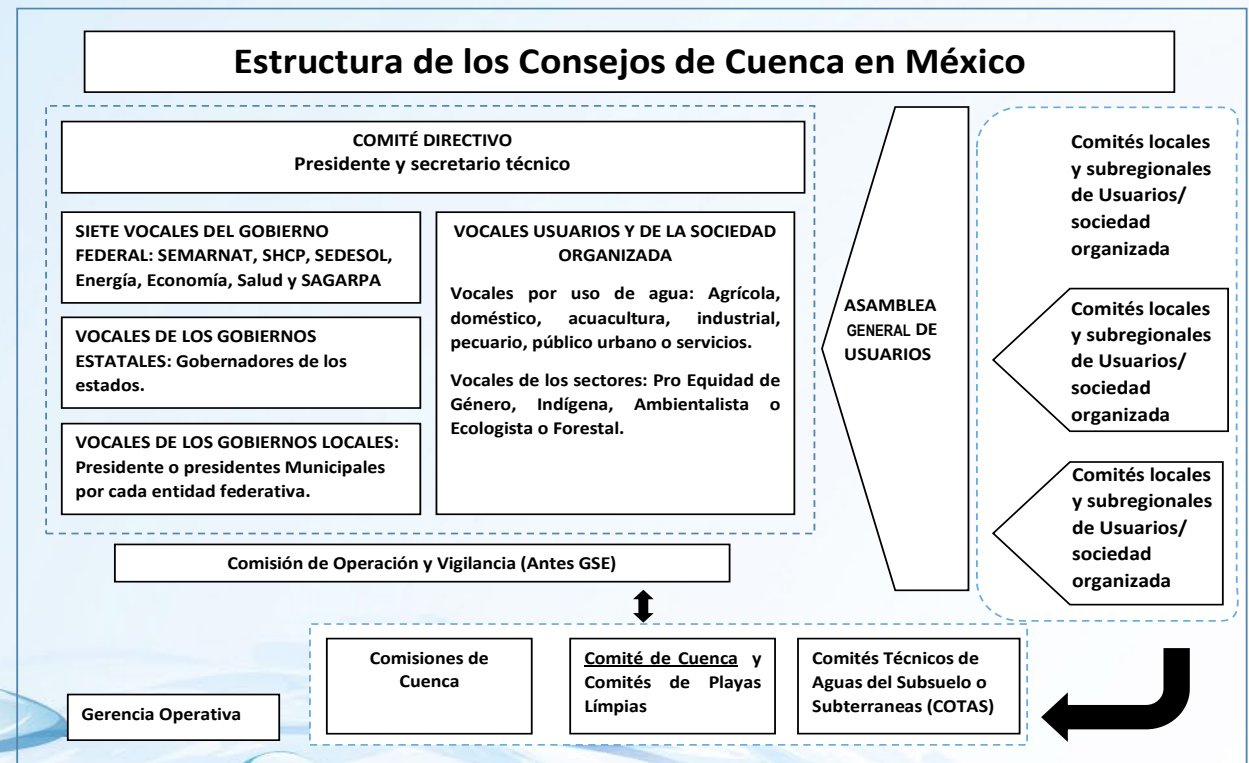 Estructura de los Consejos de Cuenca en México
COMITÉ DIRECTIVO
Presidente y secretario técnico
SIETE VOCALES DEL GOBIERNO
FEDERAL: SEMARNAT, SHCP, SEDESOL,
Energía, Economía, Salud y SAGARPA
VOCALES DE LOS GOBIERNOS
ESTATALES: Gobernadores de los
estados.
VOCALES DE LOS GOBIERNOS LOCALES:
Presidente o presidentes Municipales
por cada entidad federativa.
VOCALES USUARIOS Y DE LA SOCIEDAD
ORGANIZADA
Vocales por uso de agua: Agrícola,
doméstico, acuacultura, industrial,
pecuario, público urbano o servicios.
Vocales de los sectores: Pro Equidad de
Género, Indígena, Ambientalista o
Ecologista o Forestal.
ASAMBLEA
GENERAL DE
USUARIOS
Comités locales
y subregionales
de Usuarios/
sociedad
organizada
Comités locales
y subregionales
de Usuarios/
sociedad
organizada
Comités locales
y subregionales
de Usuarios/
sociedad
organizada
Comisión de Operación y Vigilancia (Antes GSE)
Comisiones de
Cuenca
Comité de Cuenca y
Comités de Playas
Límpias
Comités Técnicos de
Aguas del Subsuelo o
Subterraneas (COTAS)
Gerencia Operativa